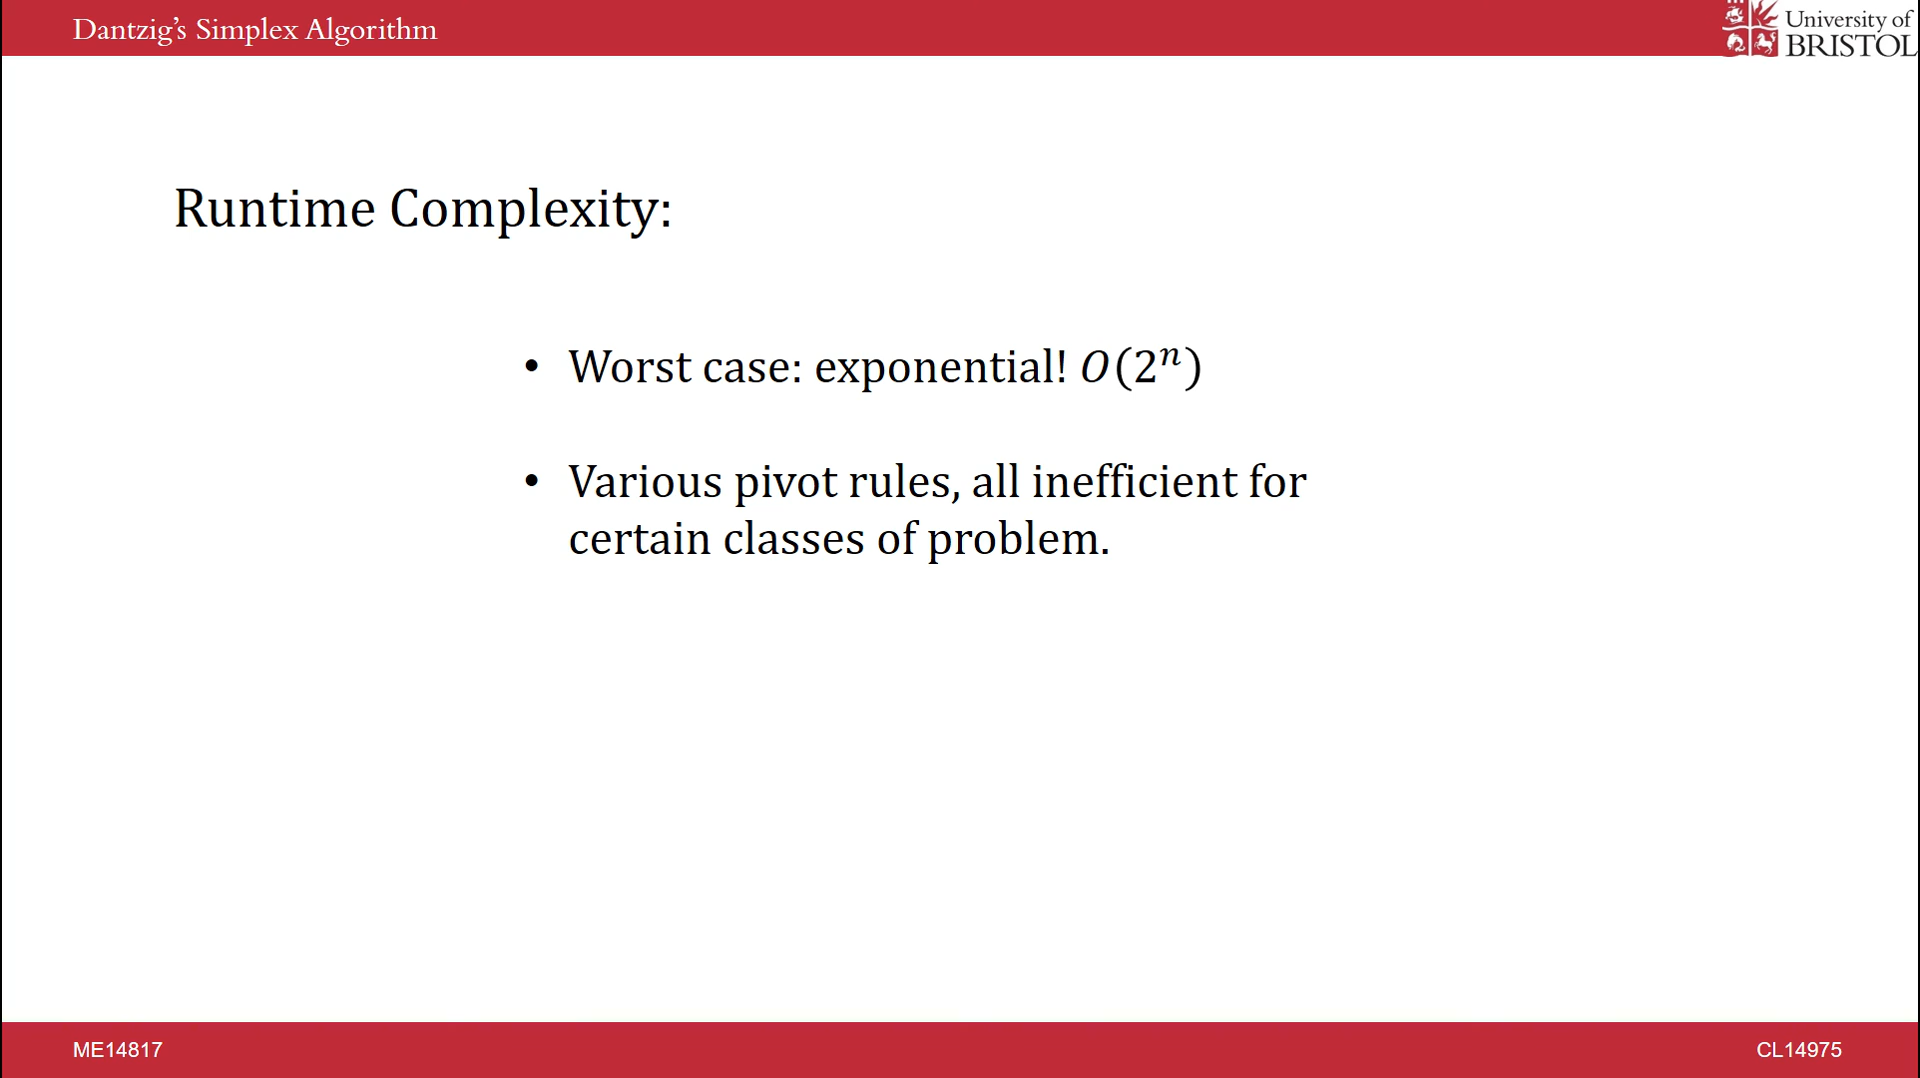 Dantzig's Simplex Algorithm
University of
BRISTOL
Runtime Complexity:
• Worst case: exponential! 𝑂(2ⁿ)
• Various pivot rules, all inefficient for
certain classes of problem.
ME14817
CL14975